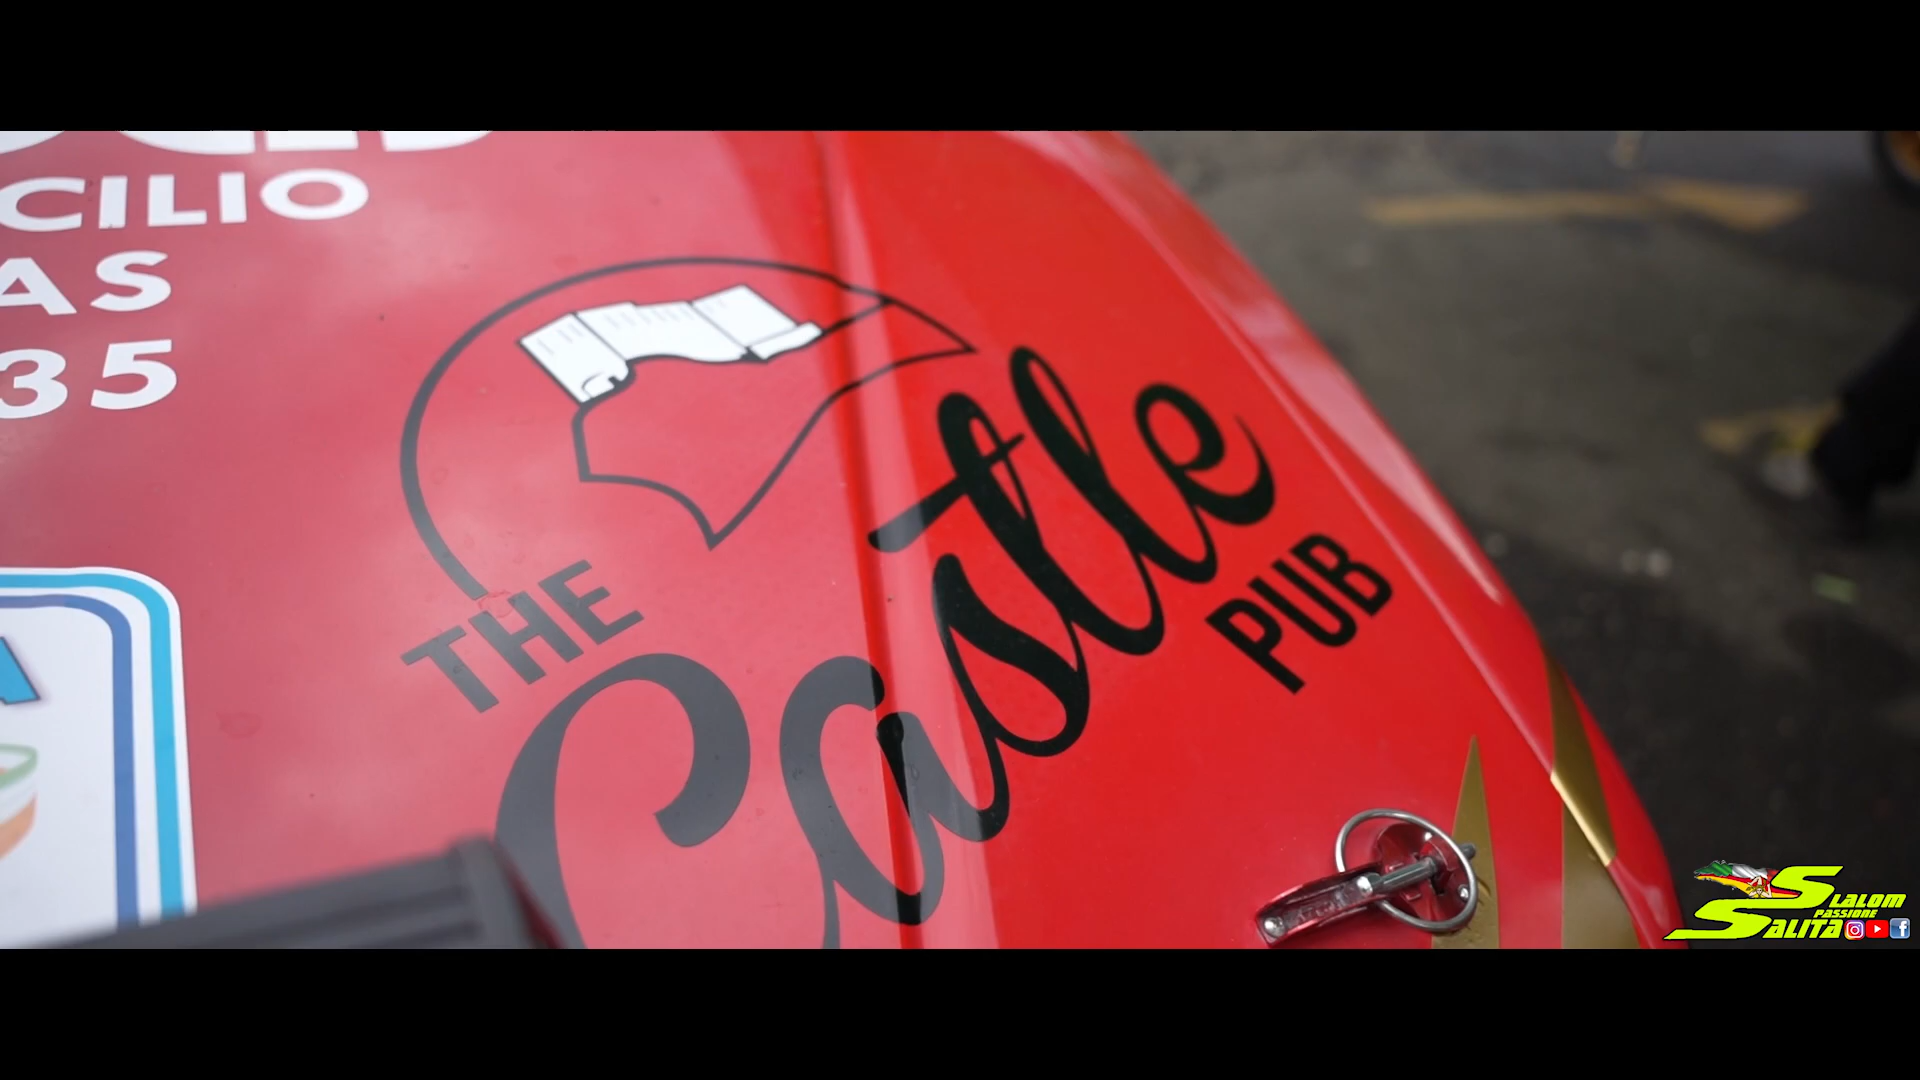 CILIO
AS
35
THE
Castle
PUB
SLALOM
PASSIONE
SALITA